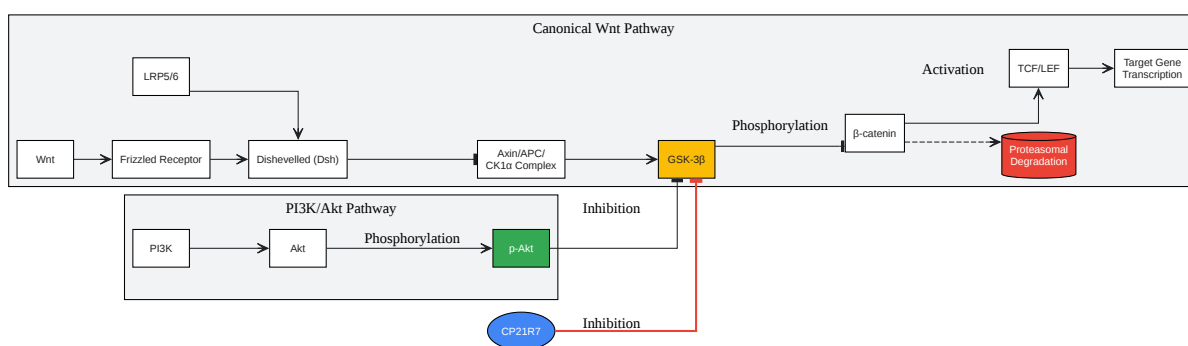 Canonical Wnt Pathway
LRP5/6
Activation
TCF/LEF
Target Gene
Transcription
Wnt
Frizzled Receptor
Dishevelled (Dsh)
Axin/APC/
CK1α Complex
GSK-3β
Phosphorylation
β-catenin
Proteasomal
Degradation
PI3K/Akt Pathway
Inhibition
PI3K
Akt
Phosphorylation
p-Akt
CP21R7
Inhibition